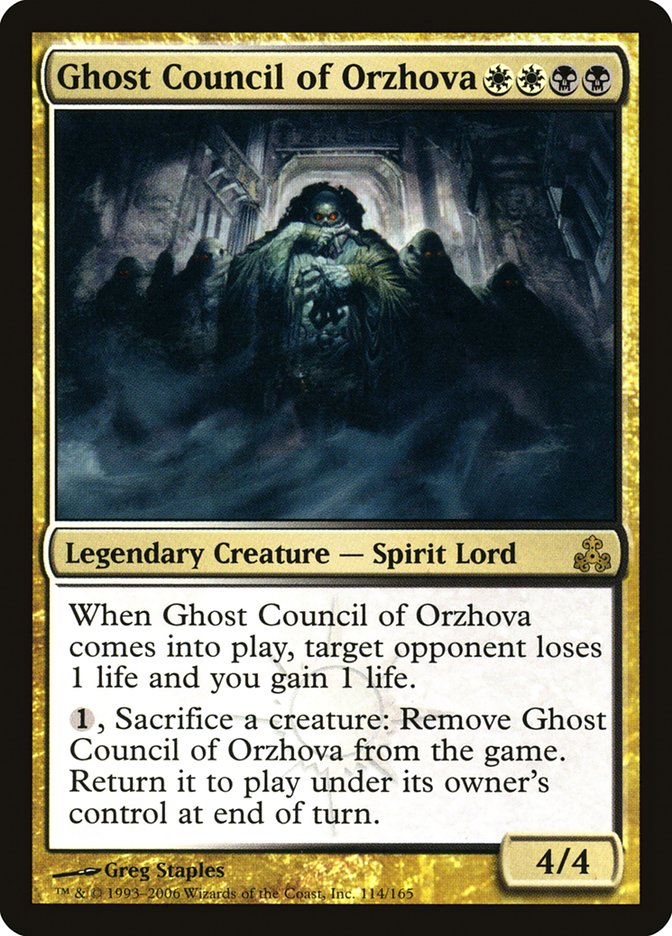 Ghost Council of Orzhova
Legendary Creature — Spirit Lord
When Ghost Council of Orzhova
comes into play, target opponent loses
1 life and you gain 1 life.
1, Sacrifice a creature: Remove Ghost
Council of Orzhova from the game.
Return it to play under its owner's
control at end of turn.
4/4
Greg Staples
™ & © 1993–2006 Wizards of the Coast, Inc. 114/165